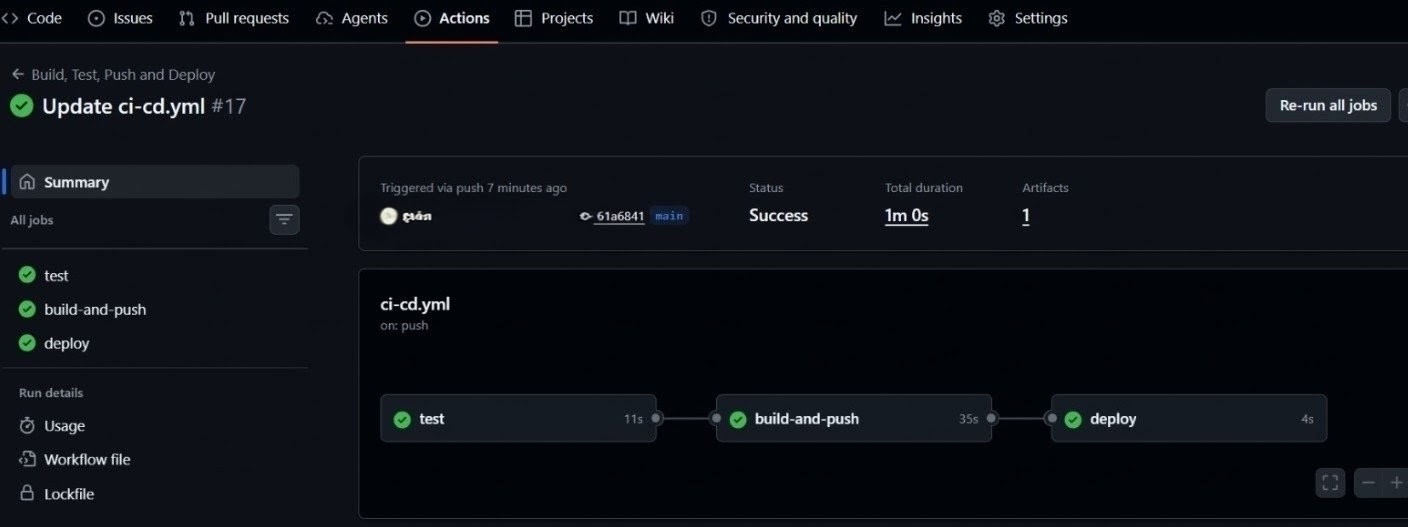 Code Issues Pull requests Agents Actions Projects Wiki Security and quality Insights Settings
Build, Test, Push and Deploy
Update ci-cd.yml #17
Re-run all jobs
Summary
All jobs
test
build-and-push
deploy
Run details
Usage
Workflow file
Lockfile
Triggered via push 7 minutes ago
61a6841 main
Status
Success
Total duration
1m 0s
Artifacts
1
ci-cd.yml
on: push
test 11s
build-and-push 35s
deploy 4s